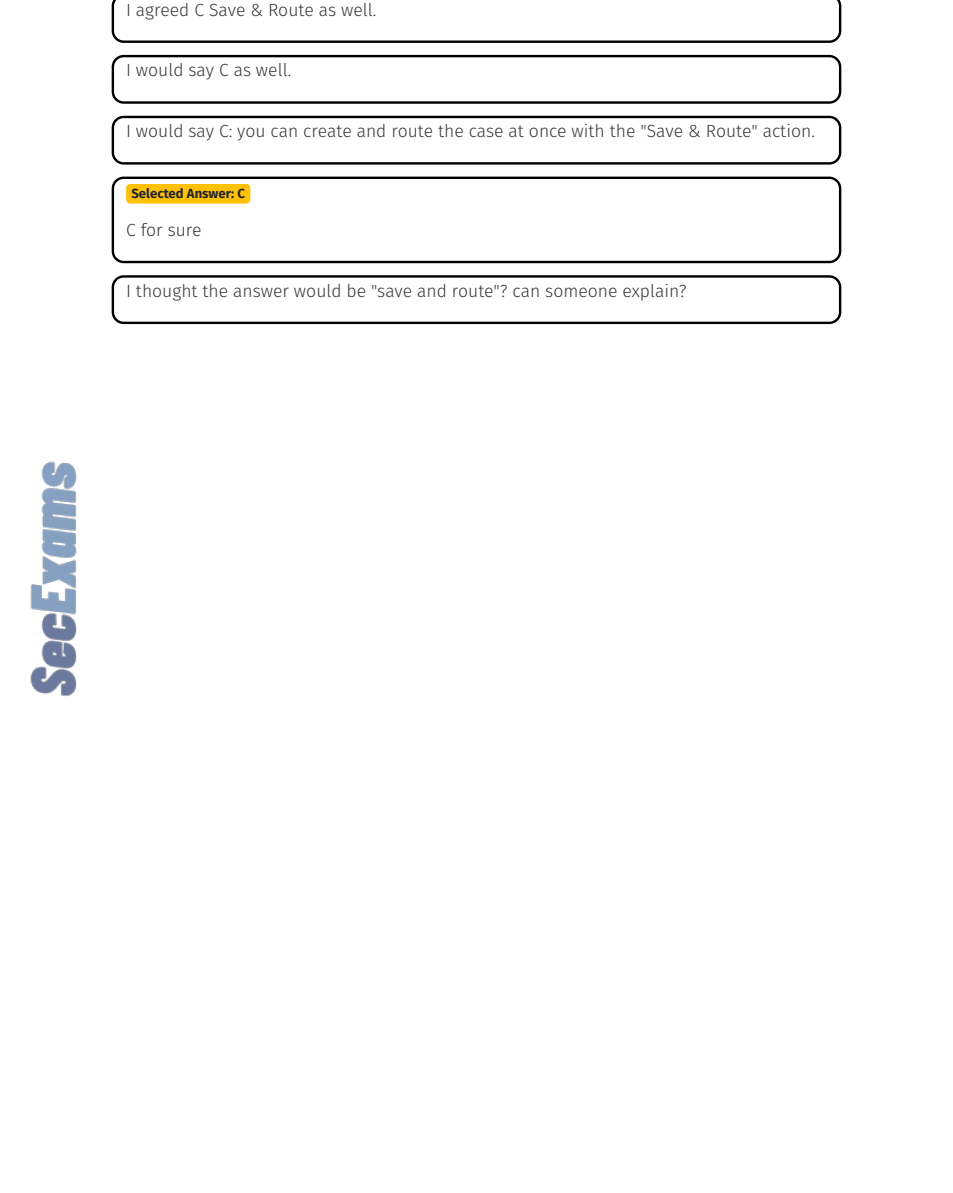 I agreed C Save & Route as well.
I would say C as well.
I would say C: you can create and route the case at once with the "Save & Route" action.
Selected Answer: C
C for sure
I thought the answer would be "save and route"? can someone explain?
SecExams